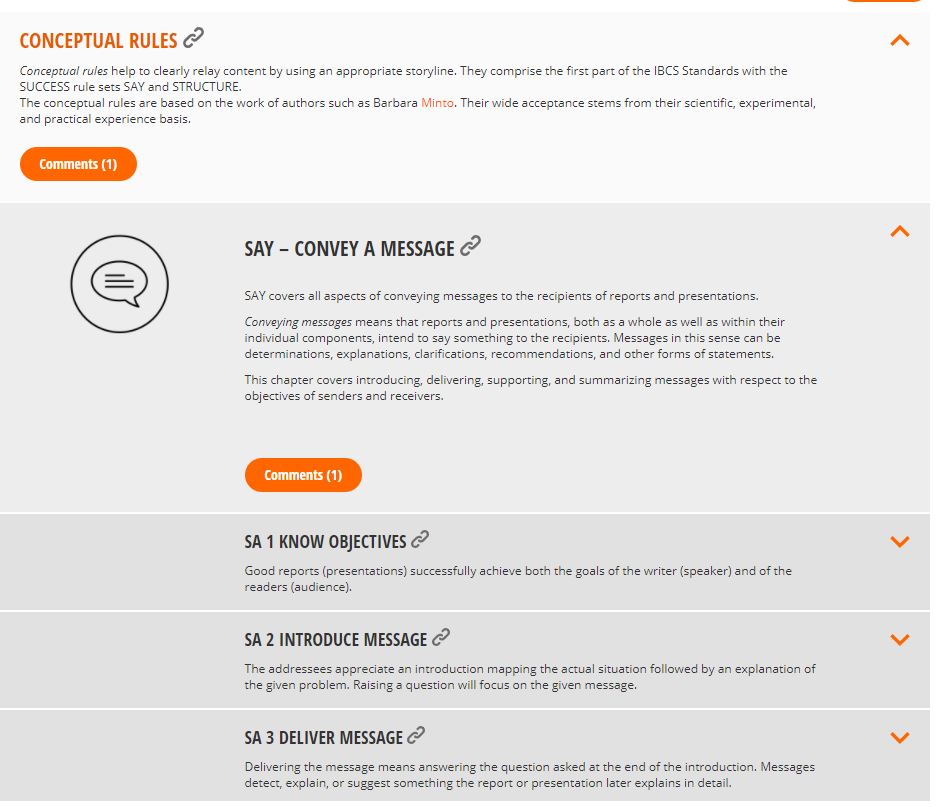 CONCEPTUAL RULES
Conceptual rules help to clearly relay content by using an appropriate storyline. They comprise the first part of the IBCS Standards with the
SUCCESS rule sets SAY and STRUCTURE.
The conceptual rules are based on the work of authors such as Barbara Minto. Their wide acceptance stems from their scientific, experimental,
and practical experience basis.
Comments (1)
SAY – CONVEY A MESSAGE
SAY covers all aspects of conveying messages to the recipients of reports and presentations.
Conveying messages means that reports and presentations, both as a whole as well as within their
individual components, intend to say something to the recipients. Messages in this sense can be
determinations, explanations, clarifications, recommendations, and other forms of statements.
This chapter covers introducing, delivering, supporting, and summarizing messages with respect to the
objectives of senders and receivers.
Comments (1)
SA 1 KNOW OBJECTIVES
Good reports (presentations) successfully achieve both the goals of the writer (speaker) and of the
readers (audience).
SA 2 INTRODUCE MESSAGE
The addressees appreciate an introduction mapping the actual situation followed by an explanation of
the given problem. Raising a question will focus on the given message.
SA 3 DELIVER MESSAGE
Delivering the message means answering the question asked at the end of the introduction. Messages
detect, explain, or suggest something the report or presentation later explains in detail.